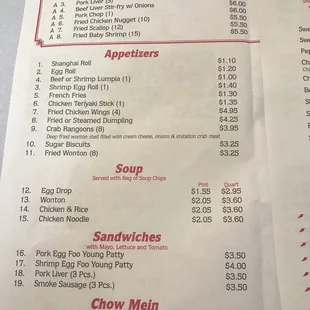 A 3. Pork Liver (5) $6.00
A 4. Beef Liver Stir-fry w/ Onions $6.00
A 5. Pork Chop (1) $5.50
A 6. Fried Chicken Nugget (10) $5.50
A 7. Fried Scallop (12) $5.50
A 8. Fried Baby Shrimp (15)
Appetizers
1. Shanghai Roll $1.10
2. Egg Roll $1.20
4. Beef or Shrimp Lumpia (1) $1.00
3. Shrimp Egg Roll (1) $1.40
5. French Fries $1.30
6. Chicken Teriyaki Stick (1) $1.35
7. Fried Chicken Wings (4) $4.95
8. Fried or Steamed Dumpling $4.25
9. Crab Rangoons (8) $3.95
Deep fried wonton shell filled with cream cheese, onions & imitation crab meat
10. Sugar Biscuits $3.25
11. Fried Wonton (8) $3.25
Soup
Served with Bag of Soup Chips
Pint Quart
12. Egg Drop $1.55 $2.95
13. Wonton $2.05 $3.60
14. Chicken & Rice $2.05 $3.60
15. Chicken Noodle $2.05 $3.60
Sandwiches
with Mayo, Lettuce and Tomato
16. Pork Egg Foo Young Patty $3.50
17. Shrimp Egg Foo Young Patty $4.00
18. Pork Liver (3 Pcs.) $3.50
19. Smoke Sausage (3 Pcs.) $3.50
Chow Mein